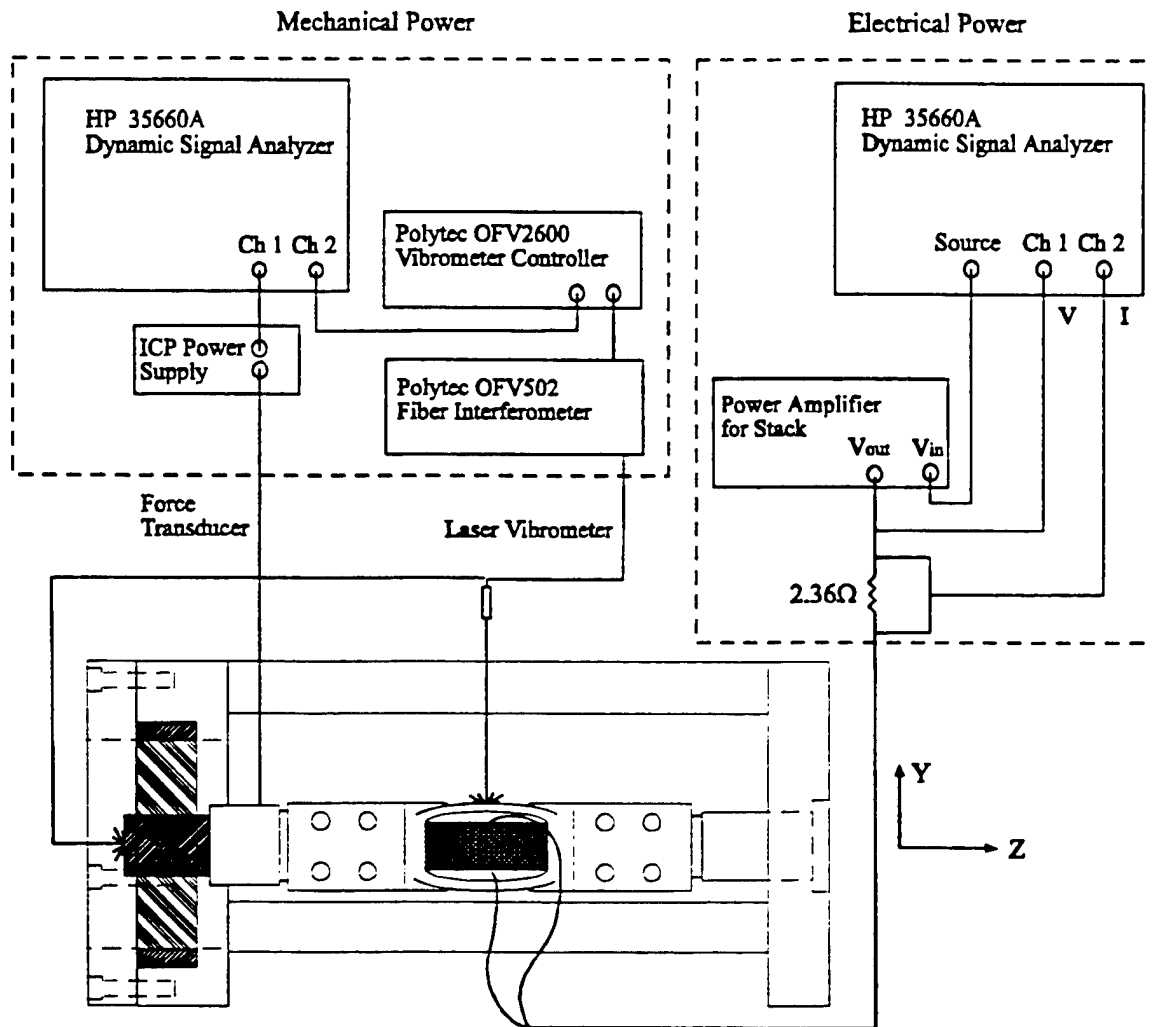 Mechanical Power
Electrical Power
HP 35660A
Dynamic Signal Analyzer
Ch 1 Ch 2
Polytec OFV2600
Vibrometer Controller
ICP Power
Supply
Polytec OFV502
Fiber Interferometer
HP 35660A
Dynamic Signal Analyzer
Source Ch 1 Ch 2
V I
Power Amplifier
for Stack
Vout Vin
2.36Ω
Force
Transducer
Laser Vibrometer
Y
Z